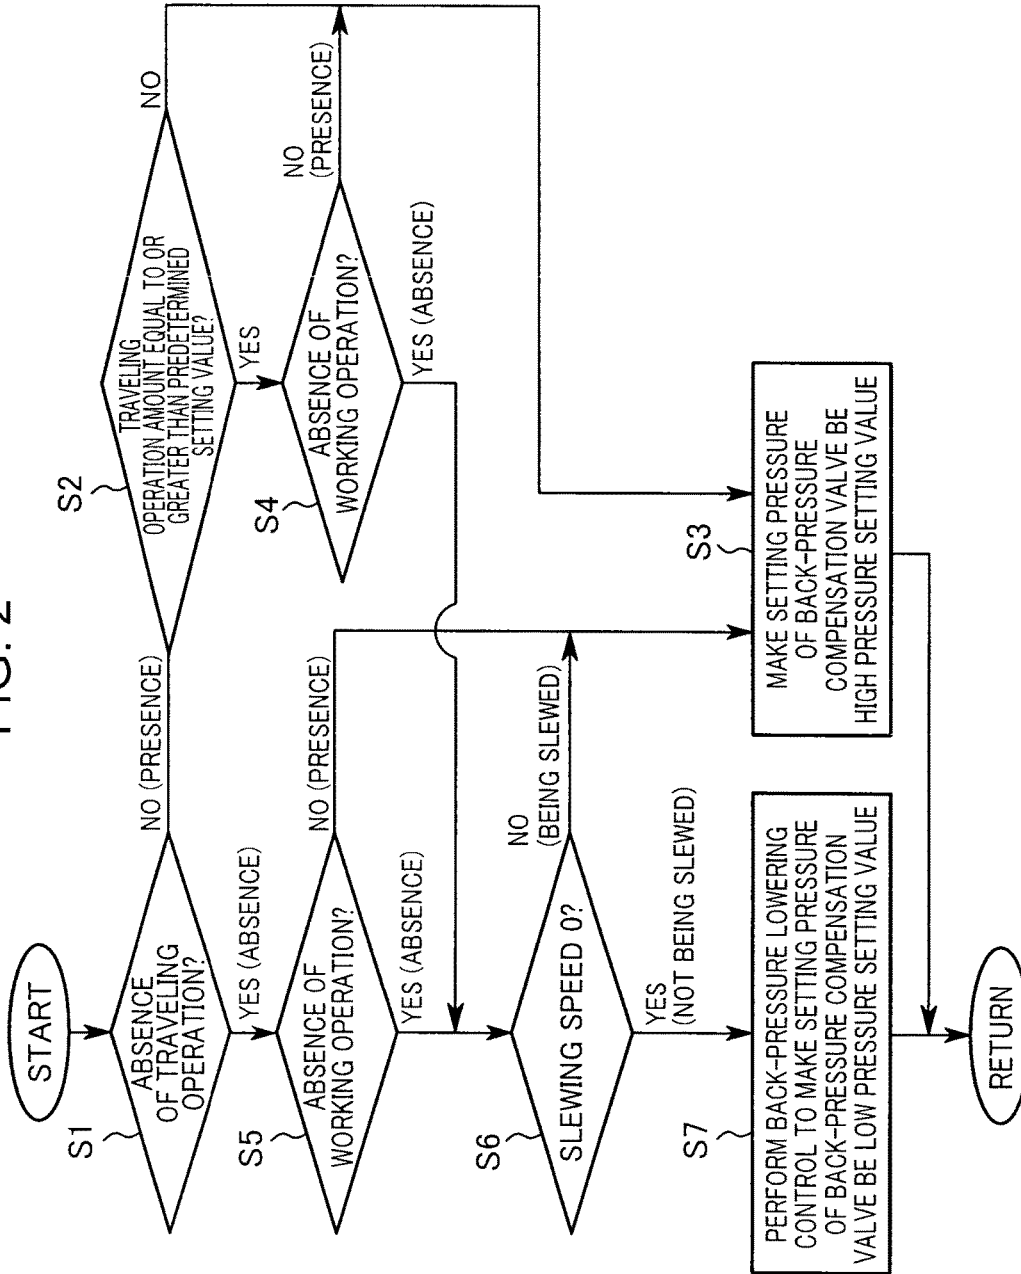 FIG. 2
START
S1
ABSENCE
OF TRAVELING
OPERATION?
NO (PRESENCE)
YES (ABSENCE)
S2
TRAVELING
OPERATION AMOUNT EQUAL TO OR
GREATER THAN PREDETERMINED
SETTING VALUE?
NO
YES
S5
ABSENCE OF
WORKING OPERATION?
NO (PRESENCE)
YES (ABSENCE)
S4
ABSENCE OF
WORKING OPERATION?
NO
(PRESENCE)
YES (ABSENCE)
S6
SLEWING SPEED 0?
NO
(BEING SLEWED)
YES
(NOT BEING SLEWED)
S7
PERFORM BACK-PRESSURE LOWERING
CONTROL TO MAKE SETTING PRESSURE
OF BACK-PRESSURE COMPENSATION
VALVE BE LOW PRESSURE SETTING VALUE
S3
MAKE SETTING PRESSURE
OF BACK-PRESSURE
COMPENSATION VALVE BE
HIGH PRESSURE SETTING VALUE
RETURN